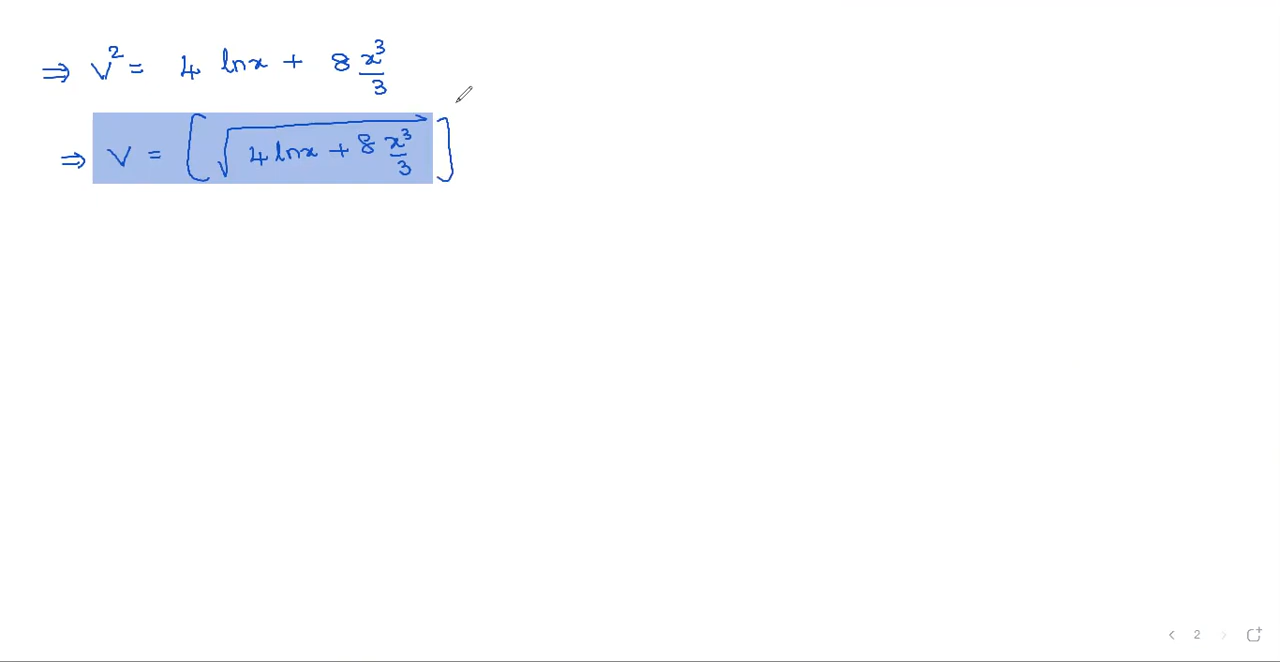 ⇒ V² = 4 lnx + 8 x³/3
⇒ V = [√(4 lnx + 8 x³/3)]
2